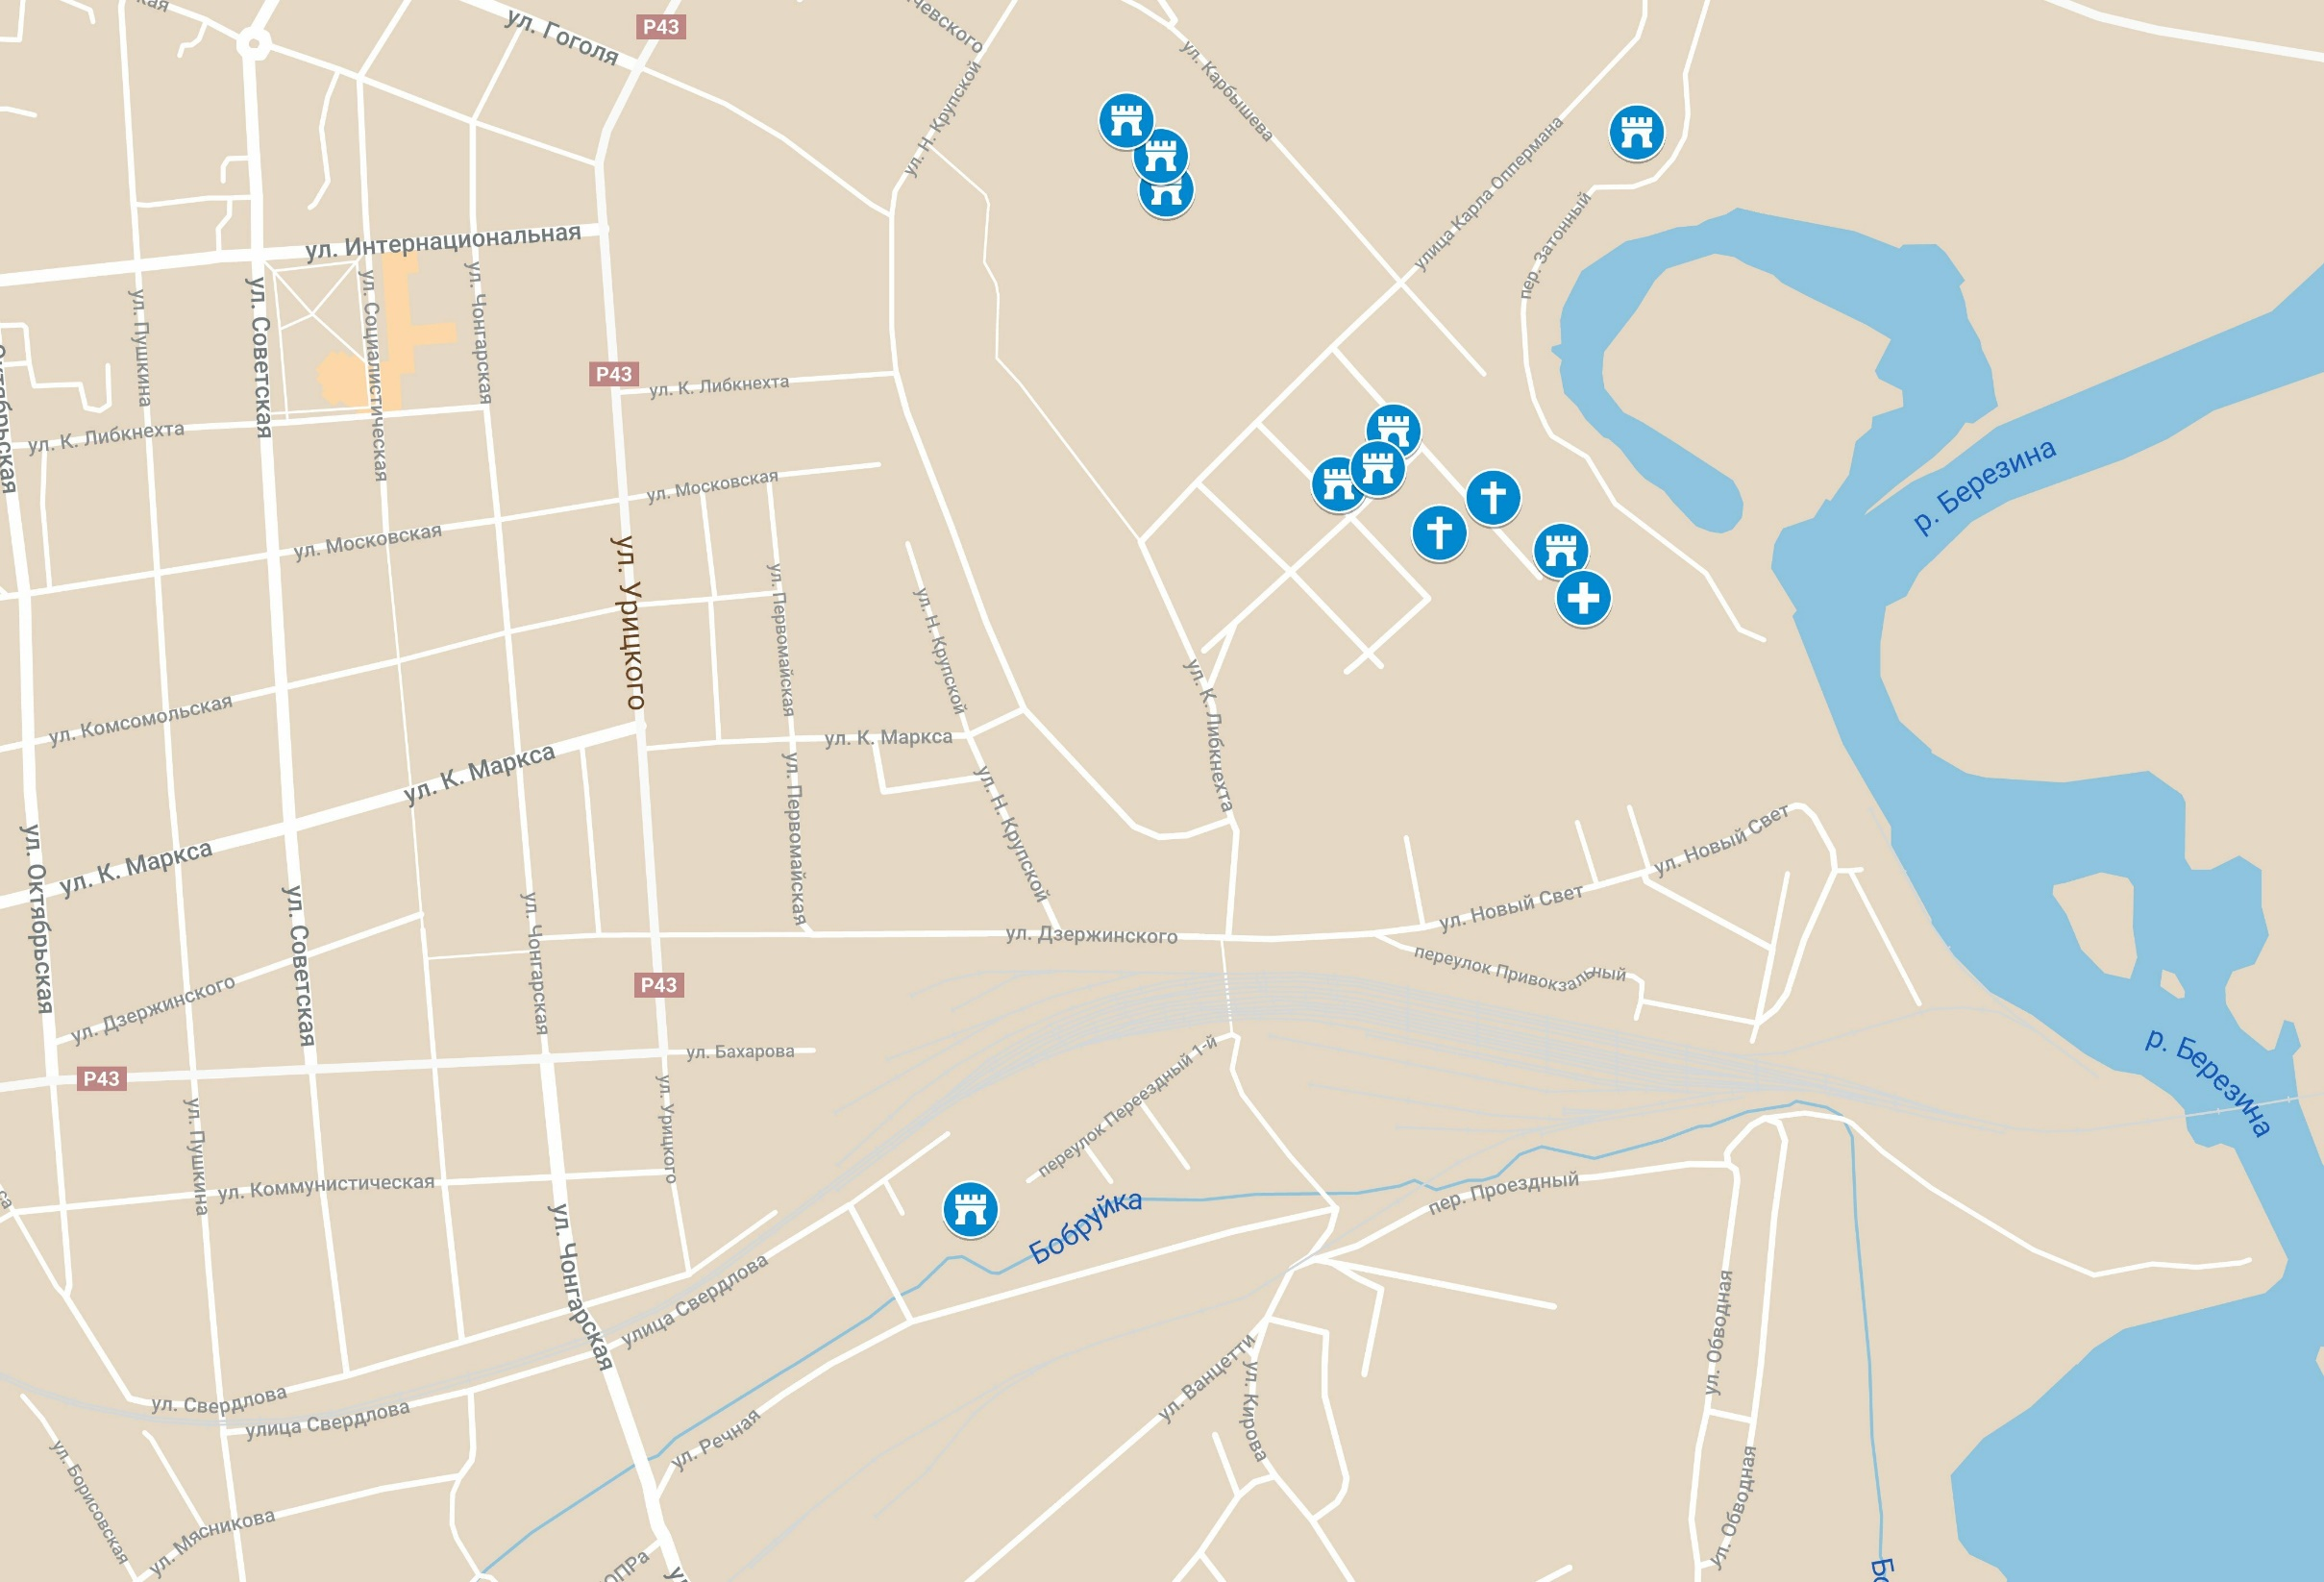 ул. Гоголя
P43
ул. Н. Крупской
ул. Карбышева
улица Карла Оппермана
пер. Затонный
ул. Интернациональная
ул. Пушкина
ул. Советская
ул. Социалистическая
ул. Чонгарская
P43
ул. К. Либкнехта
ул. К. Либкнехта
ул. Московская
ул. Московская
р. Березина
ул. Урицкого
ул. Первомайская
ул. Н. Крупской
ул. К. Либкнехта
ул. Комсомольская
ул. К. Маркса
ул. К. Маркса
ул. К. Маркса
ул. Первомайская
ул. Н. Крупской
ул. Новый Свет
ул. Новый Свет
ул. Октябрьская
ул. Советская
ул. Чонгарская
ул. Дзержинского
переулок Привокзальный
P43
ул. Дзержинского
ул. Бахарова
P43
р. Березина
переулок Переездный 1-й
ул. Урицкого
ул. Пушкина
ул. Коммунистическая
пер. Проездный
Бобруйка
ул. Чонгарская
улица Свердлова
ул. Обводная
ул. Ванцетти
ул. Кирова
ул. Свердлова
улица Свердлова
ул. Речная
ул. Борисовская
ул. Мясникова
ул. Обводная